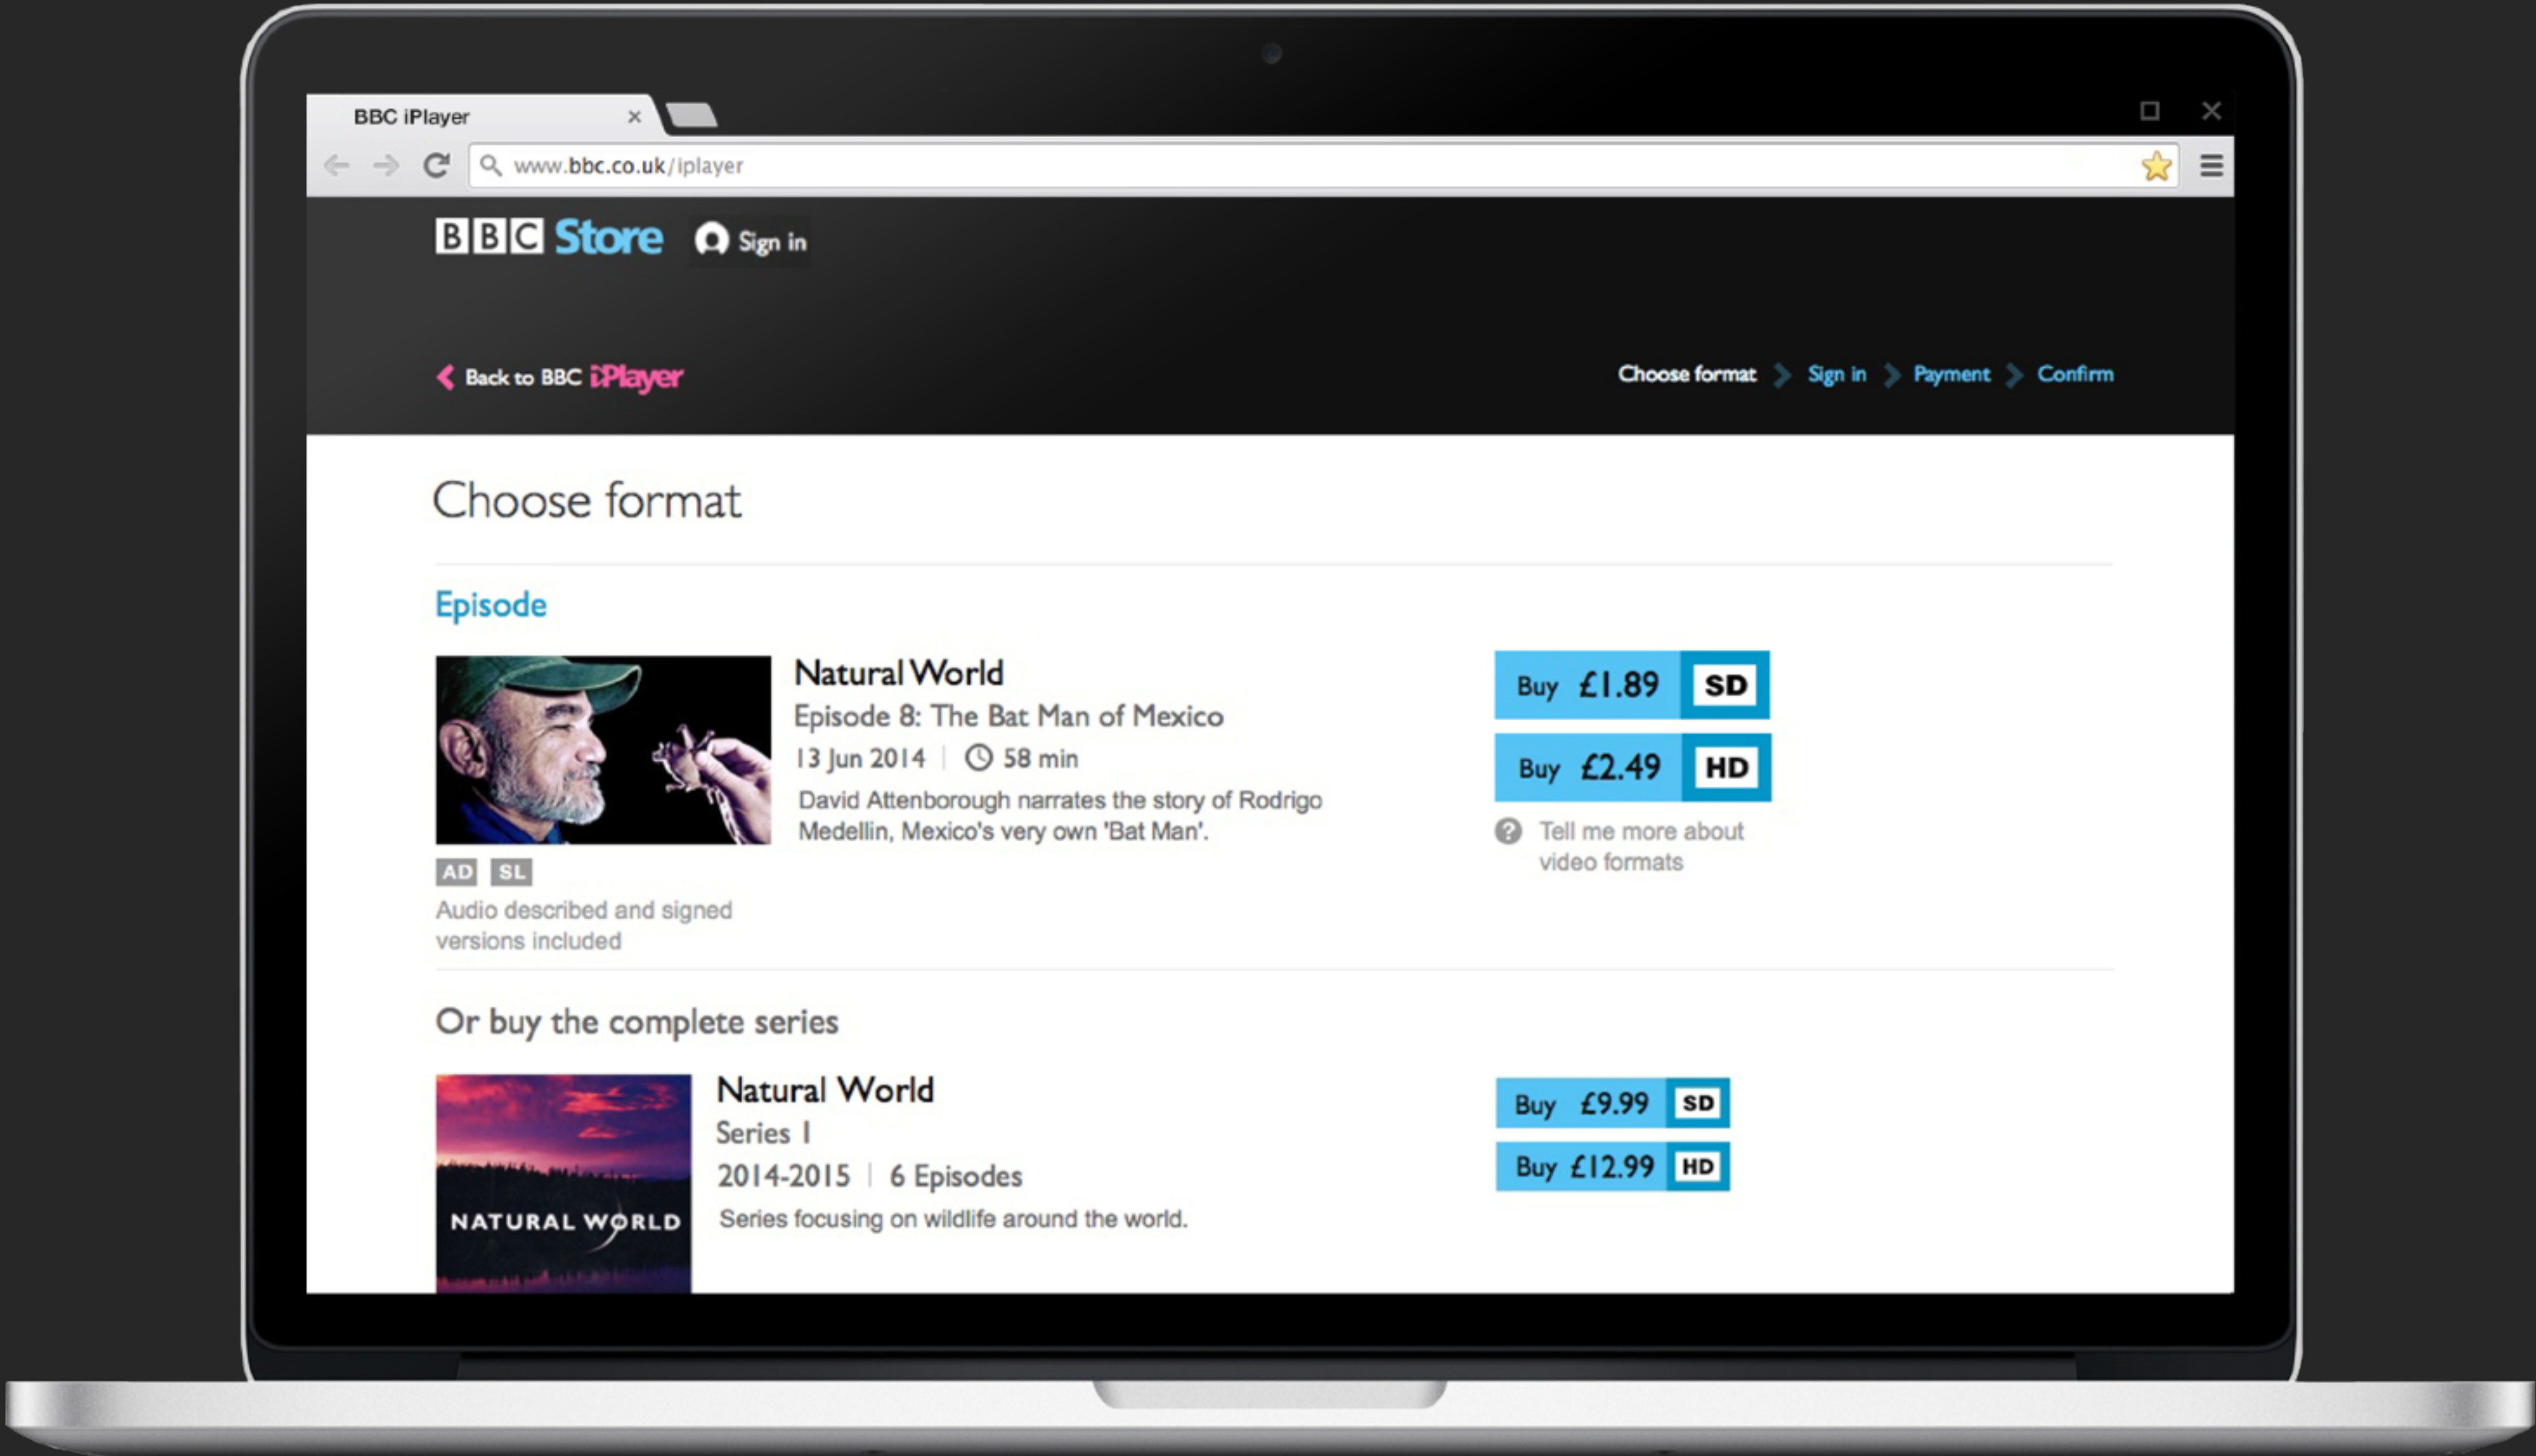 BBC iPlayer
www.bbc.co.uk/iplayer
BBC Store Sign in
Back to BBC iPlayer
Choose format Sign in Payment Confirm
Choose format
Episode
Natural World
Episode 8: The Bat Man of Mexico
13 Jun 2014 58 min
David Attenborough narrates the story of Rodrigo
Medellin, Mexico's very own 'Bat Man'.
AD SL
Audio described and signed
versions included
Buy £1.89 SD
Buy £2.49 HD
Tell me more about
video formats
Or buy the complete series
NATURAL WORLD
Natural World
Series 1
2014-2015 6 Episodes
Series focusing on wildlife around the world.
Buy £9.99 SD
Buy £12.99 HD